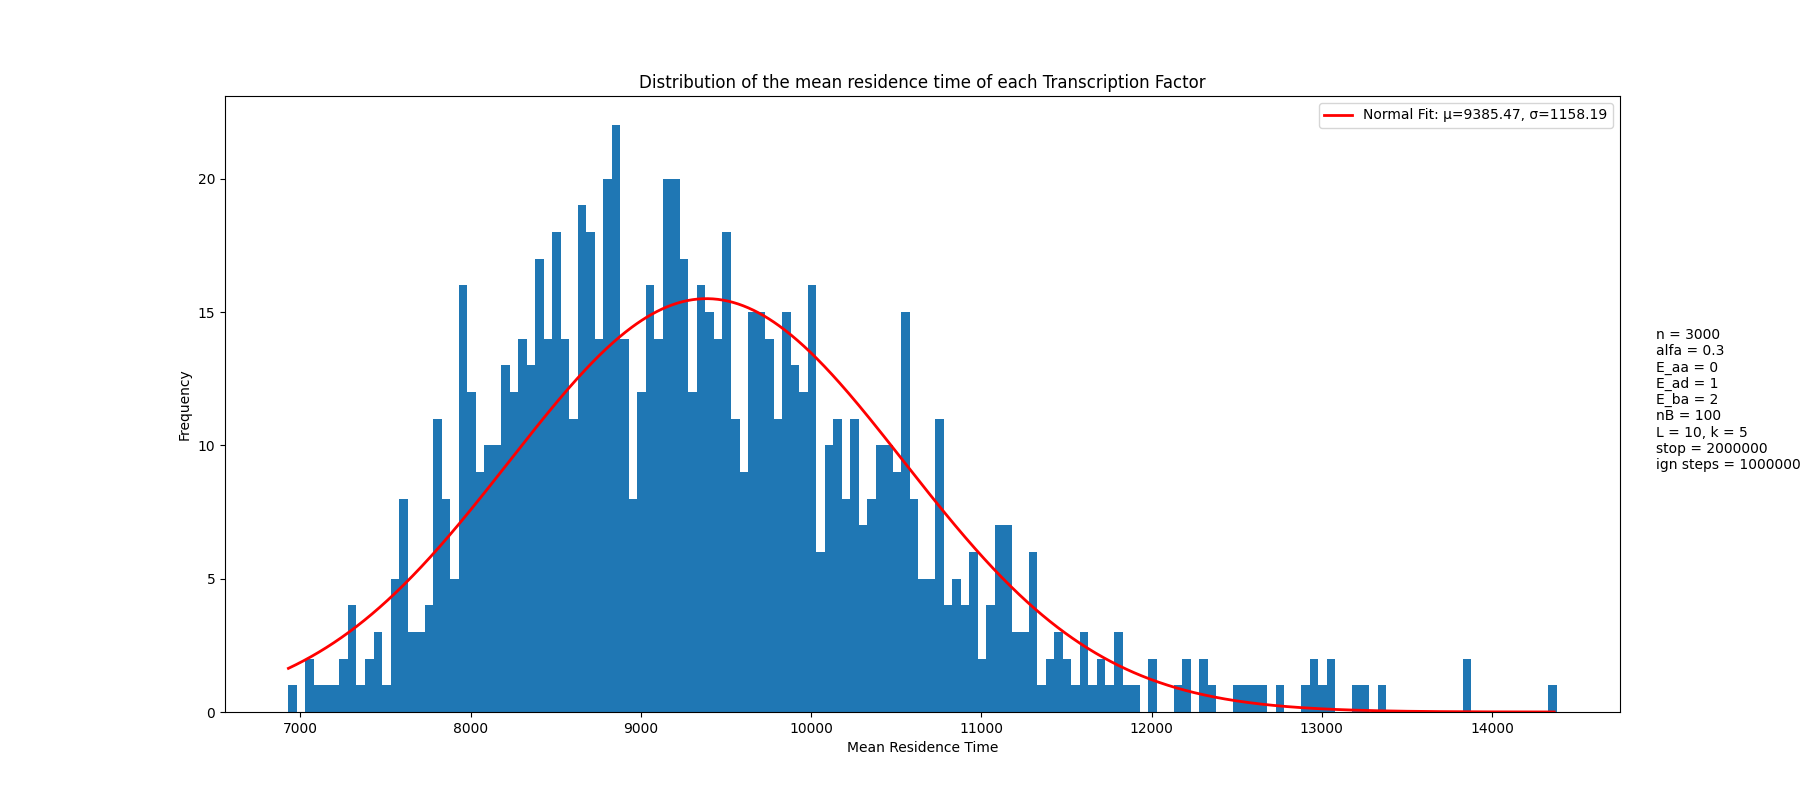 Distribution of the mean residence time of each Transcription Factor
Normal Fit: μ=9385.47, σ=1158.19
Frequency
20
15
10
5
0
7000 8000 9000 10000 11000 12000 13000 14000
Mean Residence Time
n = 3000
alfa = 0.3
E_aa = 0
E_ad = 1
E_ba = 2
nB = 100
L = 10, k = 5
stop = 2000000
ign steps = 1000000